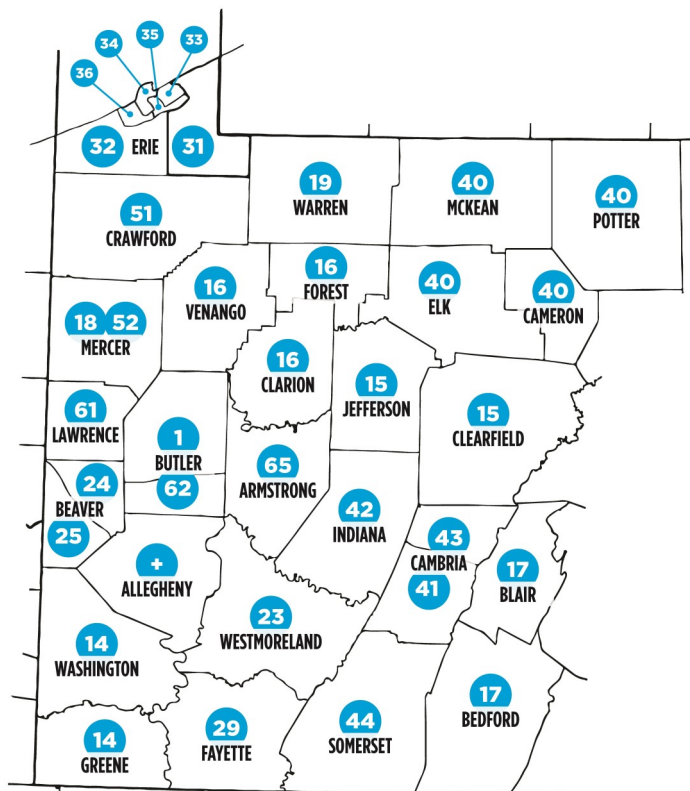 34
35
33
36
32
ERIE
31
51
CRAWFORD
19
WARREN
40
MCKEAN
40
POTTER
16
VENANGO
16
FOREST
40
ELK
40
CAMERON
18
52
MERCER
16
CLARION
15
JEFFERSON
15
CLEARFIELD
61
LAWRENCE
1
BUTLER
62
65
ARMSTRONG
24
BEAVER
25
42
INDIANA
43
CAMBRIA
41
17
BLAIR
+
ALLEGHENY
23
WESTMORELAND
14
WASHINGTON
17
BEDFORD
14
GREENE
29
FAYETTE
44
SOMERSET